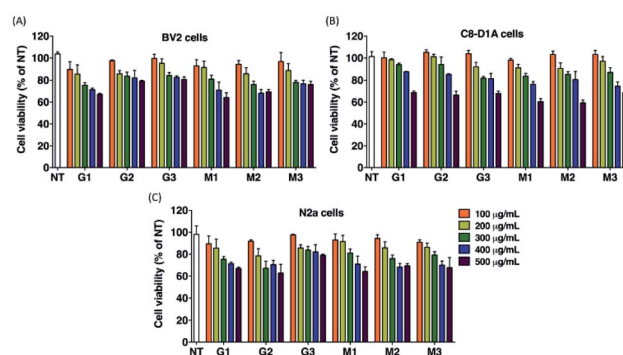 (A)
BV2 cells
Cell viability (% of NT)
120
100
80
60
40
20
0
NT G1 G2 G3 M1 M2 M3
(B)
C8-D1A cells
Cell viability (% of NT)
120
100
80
60
40
20
0
NT G1 G2 G3 M1 M2 M3
(C)
N2a cells
Cell viability (% of NT)
120
100
80
60
40
20
0
NT G1 G2 G3 M1 M2 M3
100 µg/mL
200 µg/mL
300 µg/mL
400 µg/mL
500 µg/mL